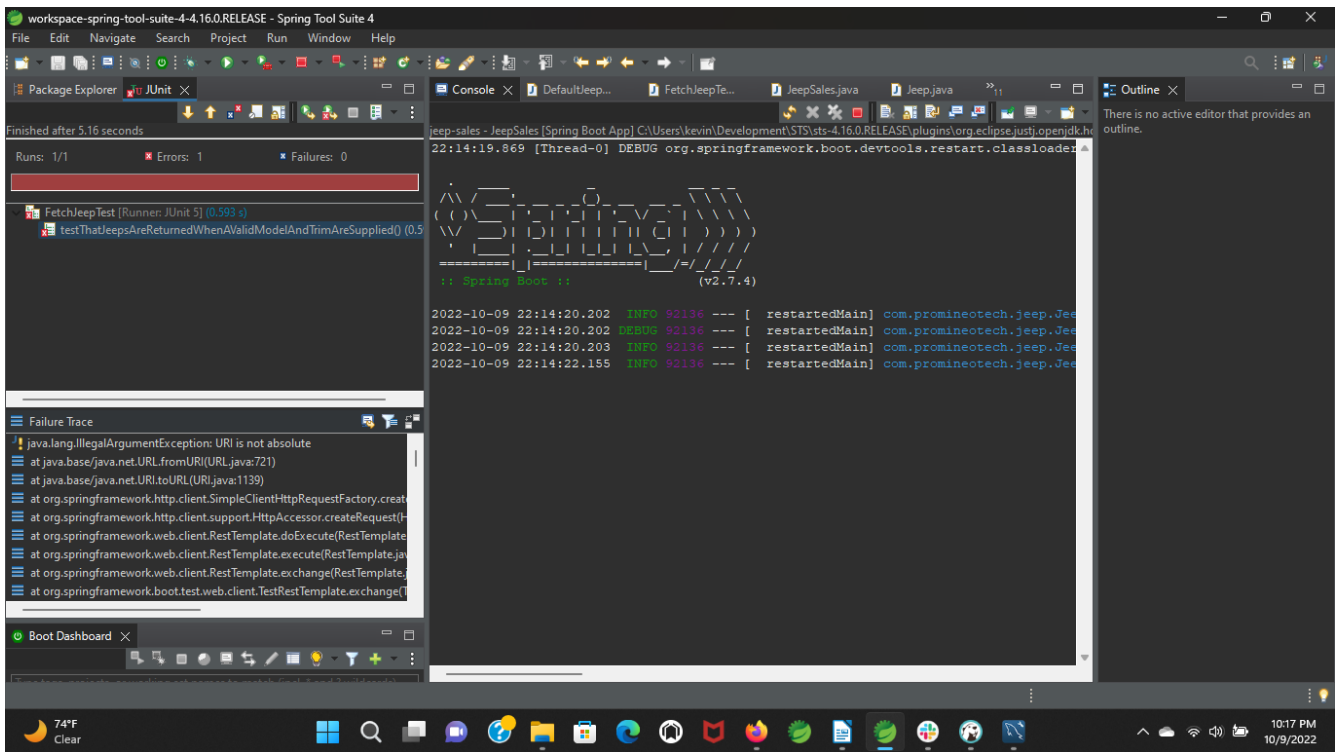 workspace-spring-tool-suite-4-4.16.0.RELEASE - Spring Tool Suite 4
File Edit Navigate Search Project Run Window Help
Package Explorer JUnit
Finished after 5.16 seconds
Runs: 1/1 Errors: 1 Failures: 0
FetchJeepTest [Runner: JUnit 5] (0.593 s)
testThatJeepsAreReturnedWhenAValidModelAndTrimAreSupplied() (0.5
Failure Trace
java.lang.IllegalArgumentException: URI is not absolute
at java.base/java.net.URL.fromURI(URL.java:721)
at java.base/java.net.URI.toURL(URI.java:1139)
at org.springframework.http.client.SimpleClientHttpRequestFactory.create
at org.springframework.http.client.support.HttpAccessor.createRequest(H
at org.springframework.web.client.RestTemplate.doExecute(RestTemplate
at org.springframework.web.client.RestTemplate.execute(RestTemplate.jav
at org.springframework.web.client.RestTemplate.exchange(RestTemplate.j
at org.springframework.boot.test.web.client.TestRestTemplate.exchange(T
Boot Dashboard
Console DefaultJeep... FetchJeepTe... JeepSales.java Jeep.java 11
jeep-sales - JeepSales [Spring Boot App] C:\Users\kevin\Development\STS\sts-4.16.0.RELEASE\plugins\org.eclipse.justj.openjdk.ho
22:14:19.869 [Thread-0] DEBUG org.springframework.boot.devtools.restart.classloader
:: Spring Boot :: (v2.7.4)
2022-10-09 22:14:20.202 INFO 92136 --- [ restartedMain] com.promineotech.jeep.Jee
2022-10-09 22:14:20.202 DEBUG 92136 --- [ restartedMain] com.promineotech.jeep.Jee
2022-10-09 22:14:20.203 INFO 92136 --- [ restartedMain] com.promineotech.jeep.Jee
2022-10-09 22:14:22.155 INFO 92136 --- [ restartedMain] com.promineotech.jeep.Jee
Outline
There is no active editor that provides an
outline.
74°F
Clear
10:17 PM
10/9/2022